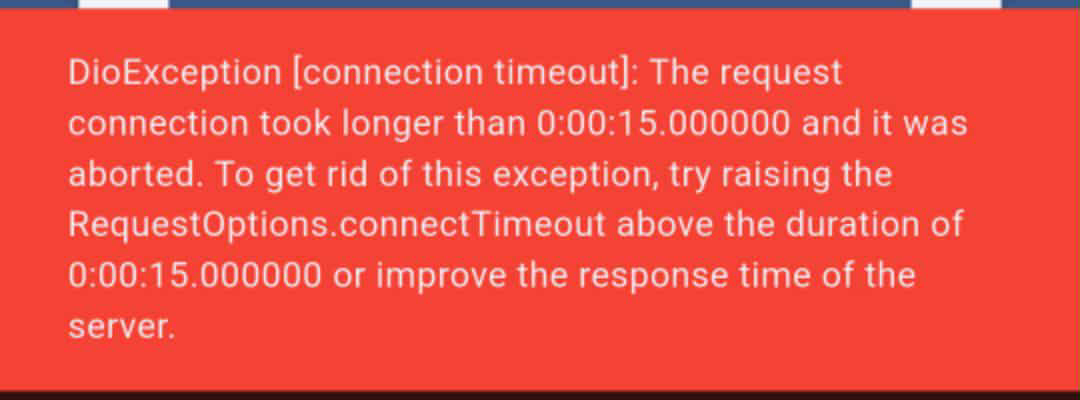 DioException [connection timeout]: The request
connection took longer than 0:00:15.000000 and it was
aborted. To get rid of this exception, try raising the
RequestOptions.connectTimeout above the duration of
0:00:15.000000 or improve the response time of the
server.